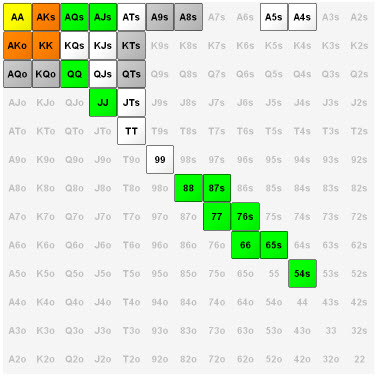 AA AKs AQs AJs ATs A9s A8s A7s A6s A5s A4s A3s A2s
AKo KK KQs KJs KTs K9s K8s K7s K6s K5s K4s K3s K2s
AQo KQo QQ QJs QTs Q9s Q8s Q7s Q6s Q5s Q4s Q3s Q2s
AJo KJo QJo JJ JTs J9s J8s J7s J6s J5s J4s J3s J2s
ATo KTo QTo JTo TT T9s T8s T7s T6s T5s T4s T3s T2s
A9o K9o Q9o J9o T9o 99 98s 97s 96s 95s 94s 93s 92s
A8o K8o Q8o J8o T8o 98o 88 87s 86s 85s 84s 83s 82s
A7o K7o Q7o J7o T7o 97o 87o 77 76s 75s 74s 73s 72s
A6o K6o Q6o J6o T6o 96o 86o 76o 66 65s 64s 63s 62s
A5o K5o Q5o J5o T5o 95o 85o 75o 65o 55 54s 53s 52s
A4o K4o Q4o J4o T4o 94o 84o 74o 64o 54o 44 43s 42s
A3o K3o Q3o J3o T3o 93o 83o 73o 63o 53o 43o 33 32s
A2o K2o Q2o J2o T2o 92o 82o 72o 62o 52o 42o 32o 22